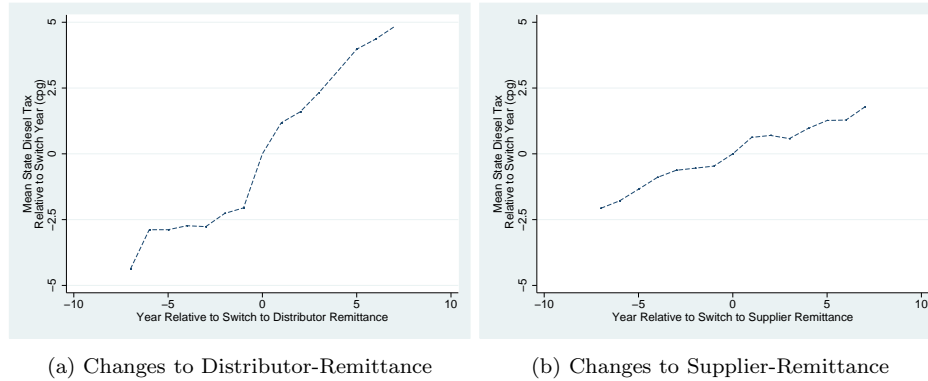 5
2.5
0
−2.5
−5
Mean State Diesel Tax
Relative to Switch Year (cpg)
−10 −5 0 5 10
Year Relative to Switch to Distributor Remittance
(a) Changes to Distributor-Remittance
5
2.5
0
−2.5
−5
Mean State Diesel Tax
Relative to Switch Year (cpg)
−10 −5 0 5 10
Year Relative to Switch to Supplier Remittance
(b) Changes to Supplier-Remittance